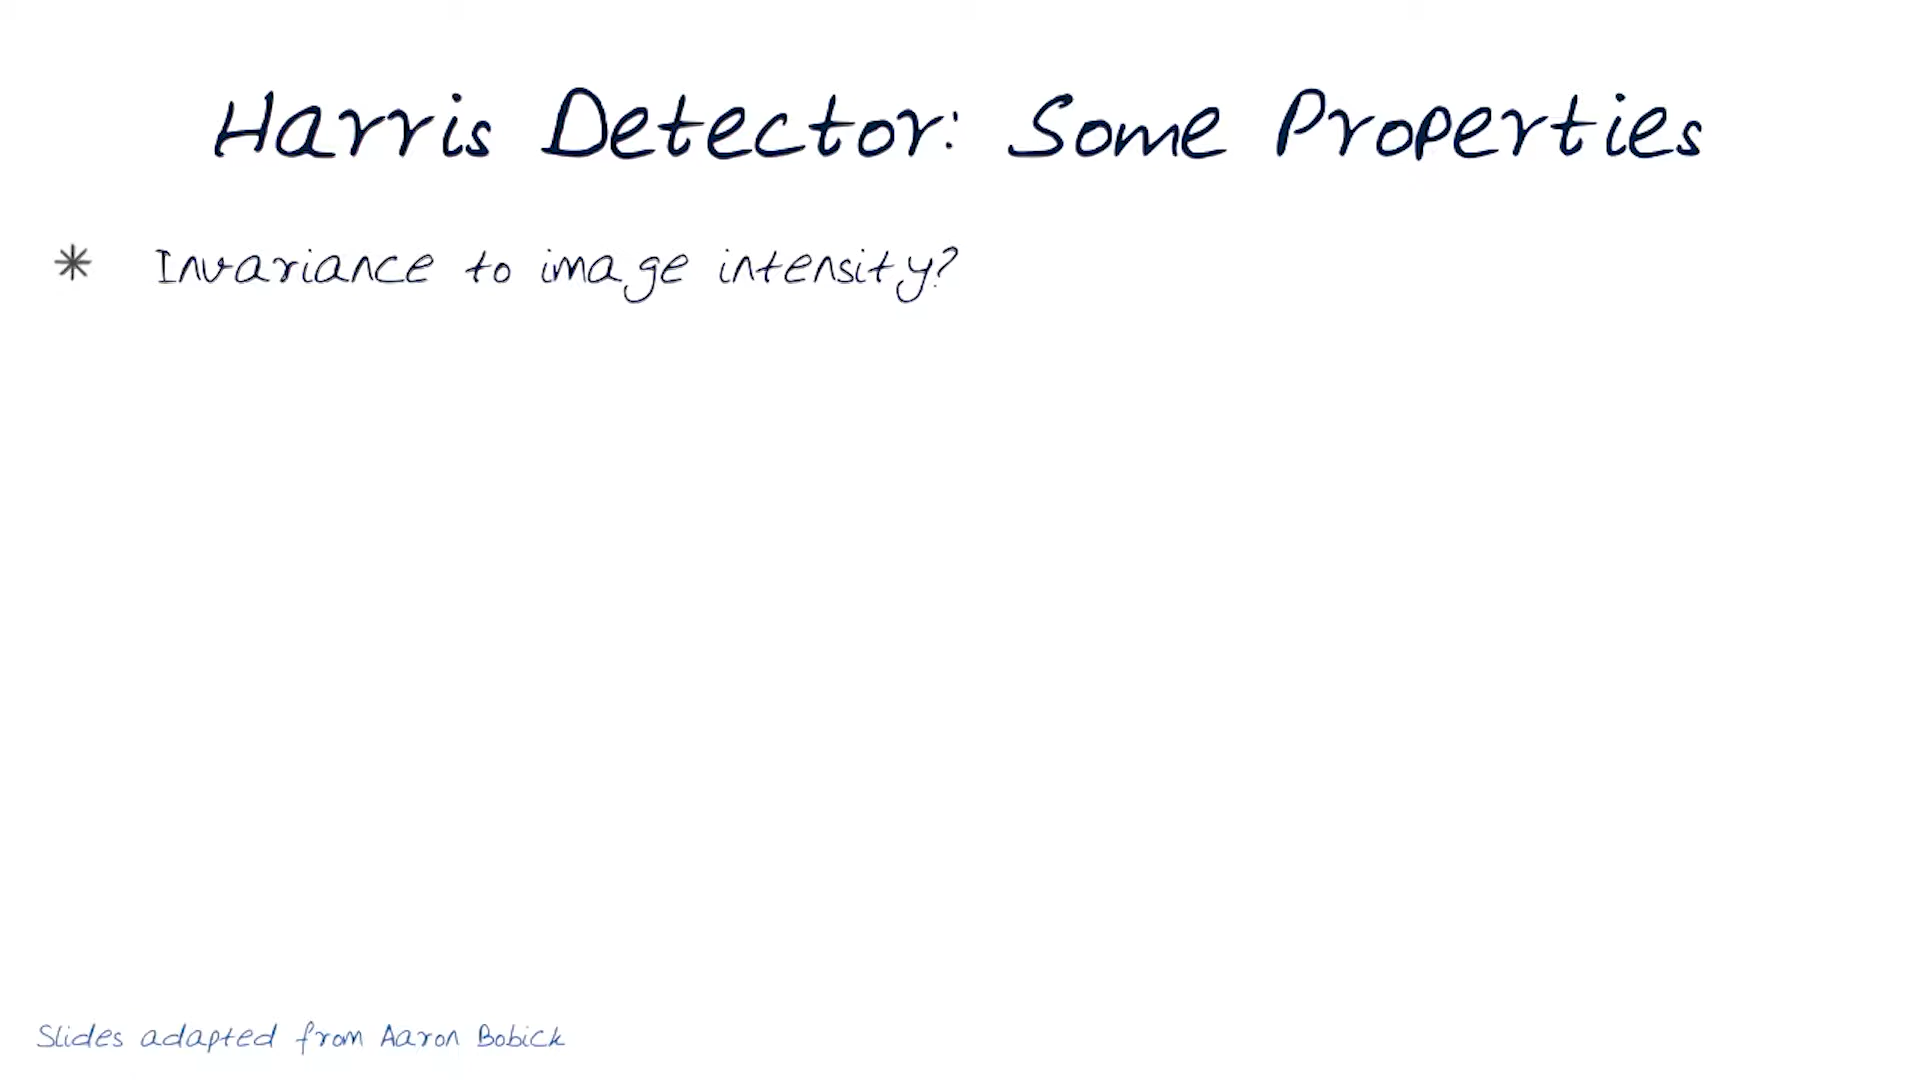 Harris Detector: Some Properties
* Invariance to image intensity?
Slides adapted from Aaron Bobick